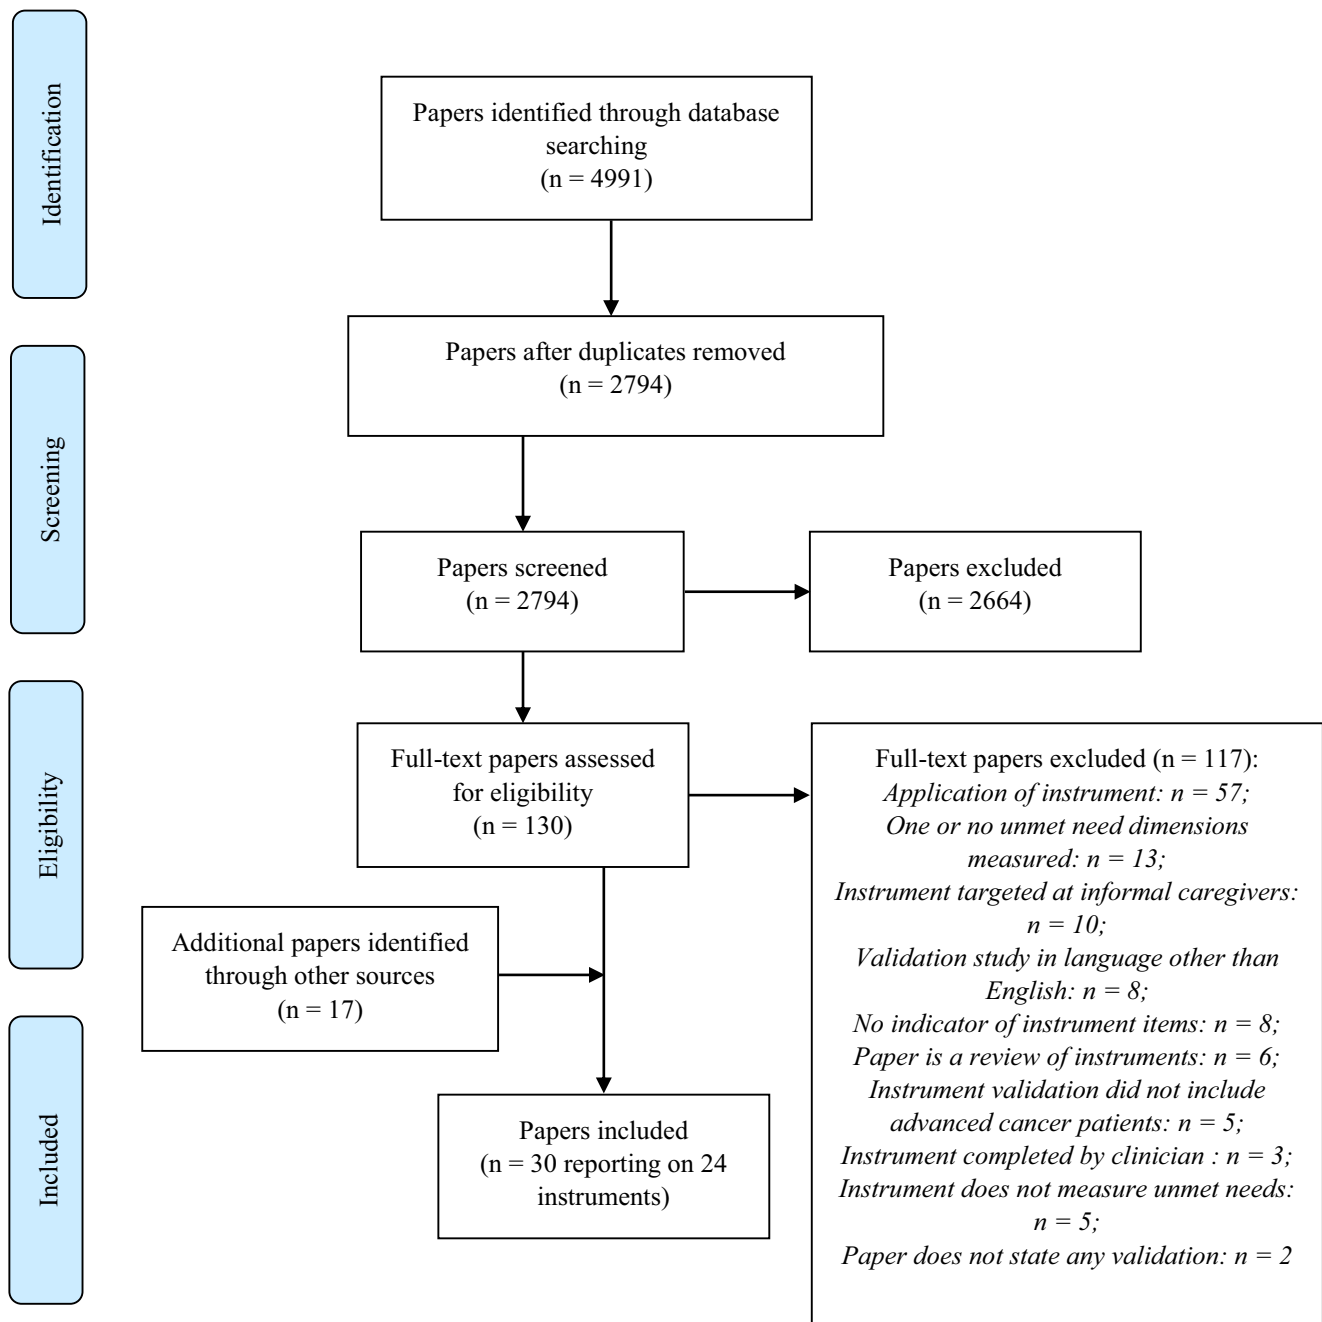 Identification
Papers identified through database
searching
(n = 4991)
Papers after duplicates removed
(n = 2794)
Screening
Papers screened
(n = 2794)
Papers excluded
(n = 2664)
Eligibility
Full-text papers assessed
for eligibility
(n = 130)
Full-text papers excluded (n = 117):
Application of instrument: n = 57;
One or no unmet need dimensions
measured: n = 13;
Instrument targeted at informal caregivers:
n = 10;
Validation study in language other than
English: n = 8;
No indicator of instrument items: n = 8;
Paper is a review of instruments: n = 6;
Instrument validation did not include
advanced cancer patients: n = 5;
Instrument completed by clinician : n = 3;
Instrument does not measure unmet needs:
n = 5;
Paper does not state any validation: n = 2
Additional papers identified
through other sources
(n = 17)
Included
Papers included
(n = 30 reporting on 24
instruments)